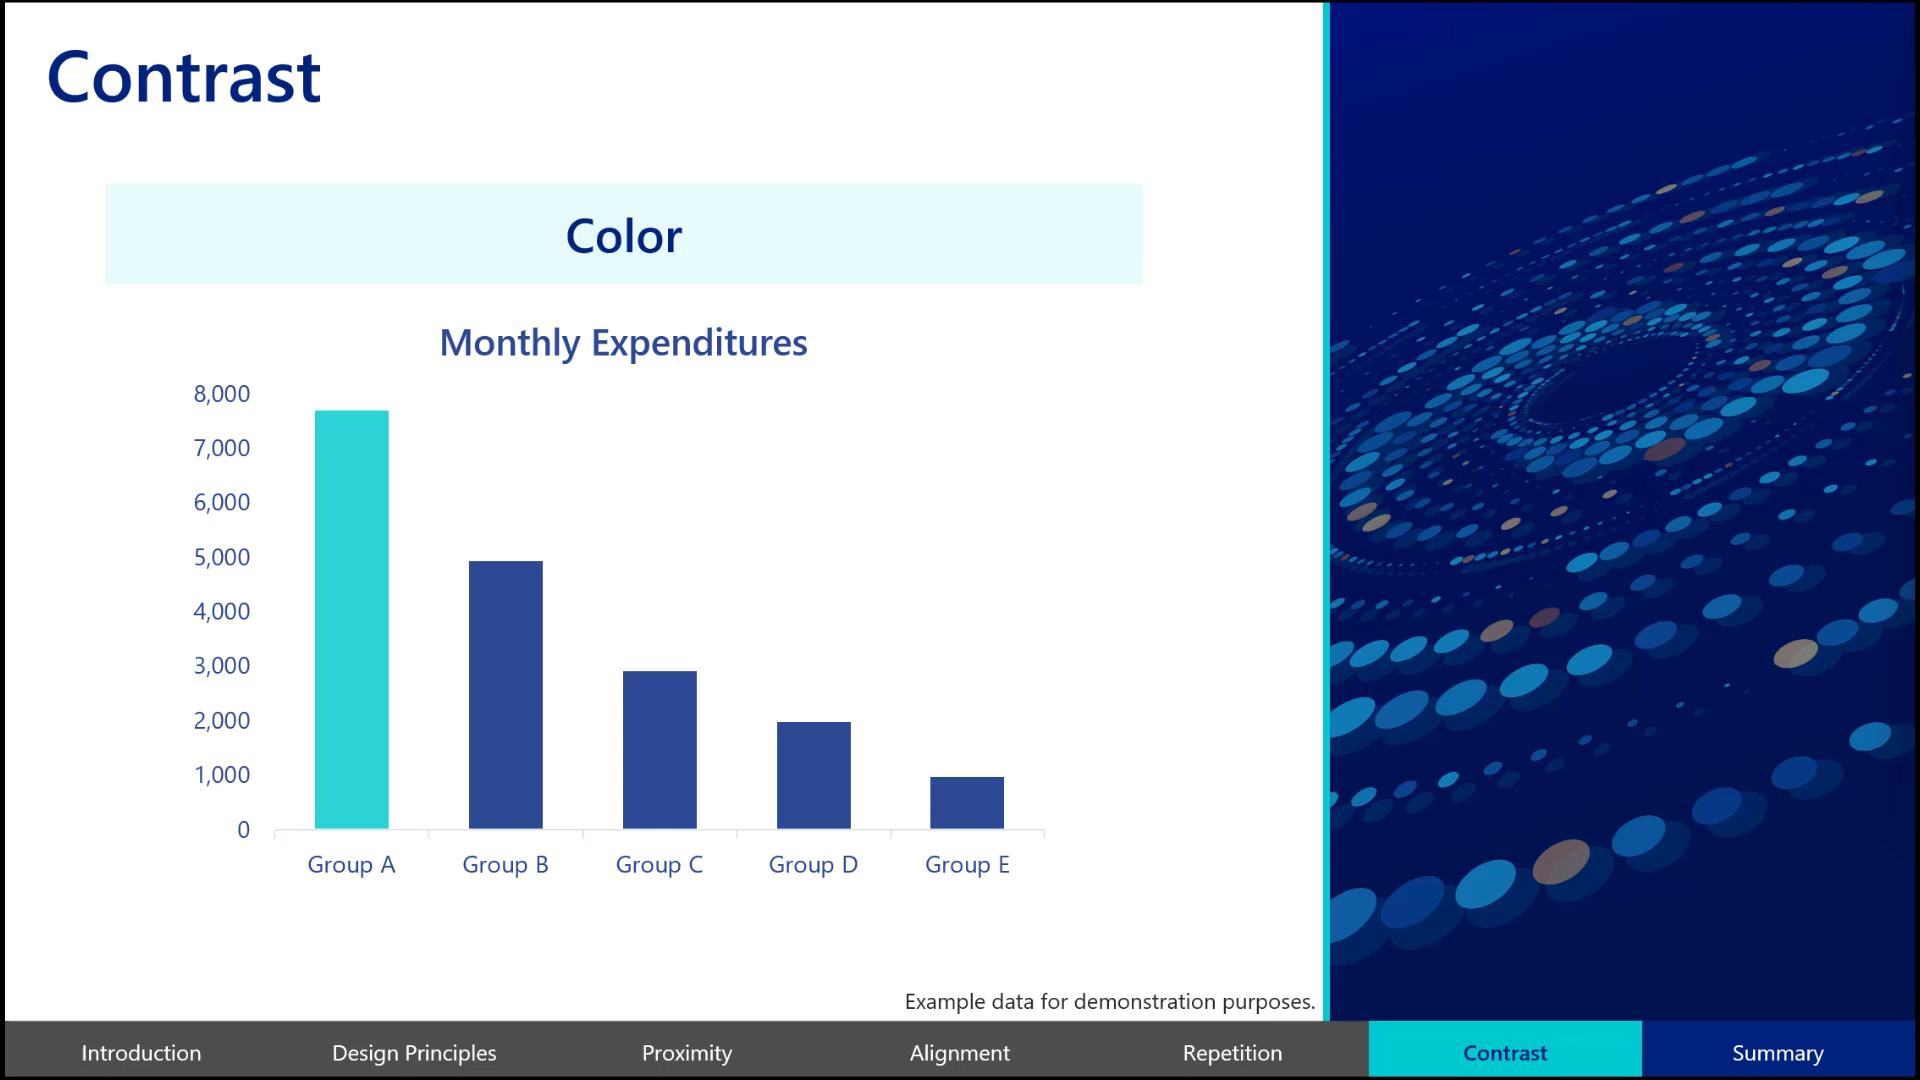 Contrast
Color
Monthly Expenditures
8,000
7,000
6,000
5,000
4,000
3,000
2,000
1,000
0
Group A Group B Group C Group D Group E
Example data for demonstration purposes.
Introduction Design Principles Proximity Alignment Repetition Contrast Summary